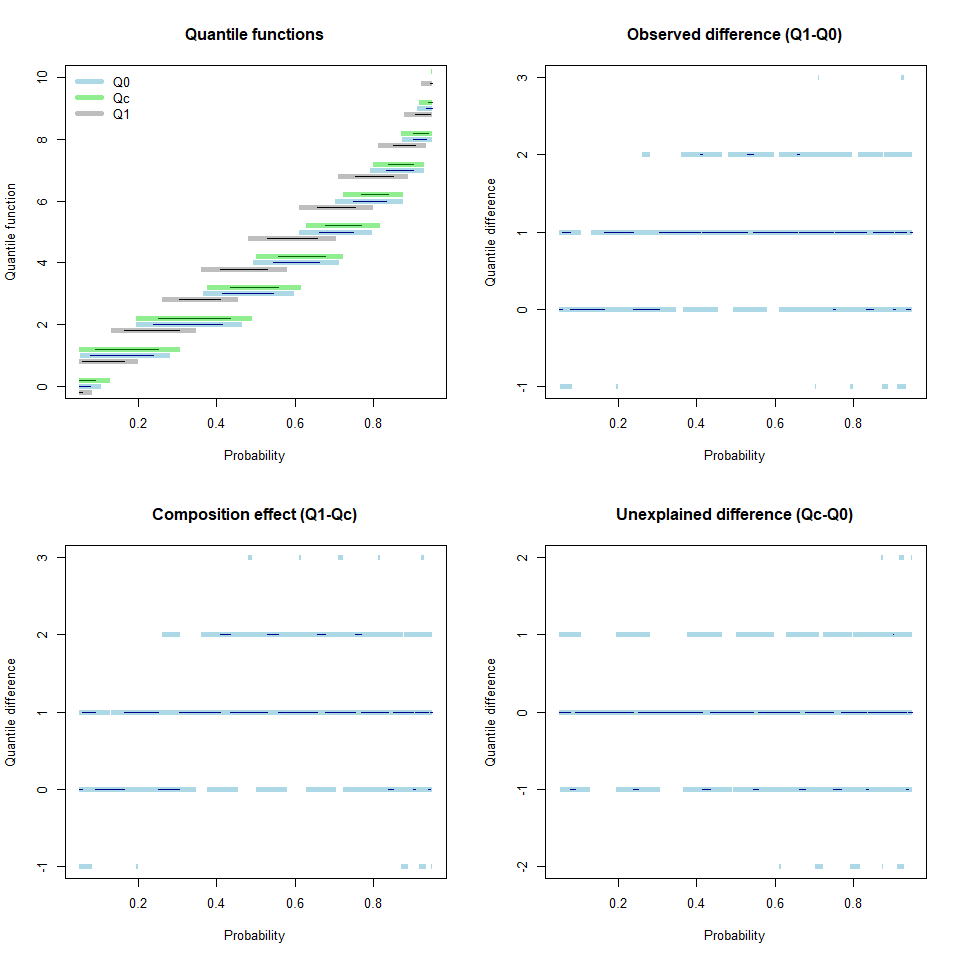 Quantile functions
Quantile function
10
8
6
4
2
0
Q0
Qc
Q1
0.2 0.4 0.6 0.8
Probability
Observed difference (Q1-Q0)
Quantile difference
3
2
1
0
-1
0.2 0.4 0.6 0.8
Probability
Composition effect (Q1-Qc)
Quantile difference
3
2
1
0
-1
0.2 0.4 0.6 0.8
Probability
Unexplained difference (Qc-Q0)
Quantile difference
2
1
0
-1
-2
0.2 0.4 0.6 0.8
Probability